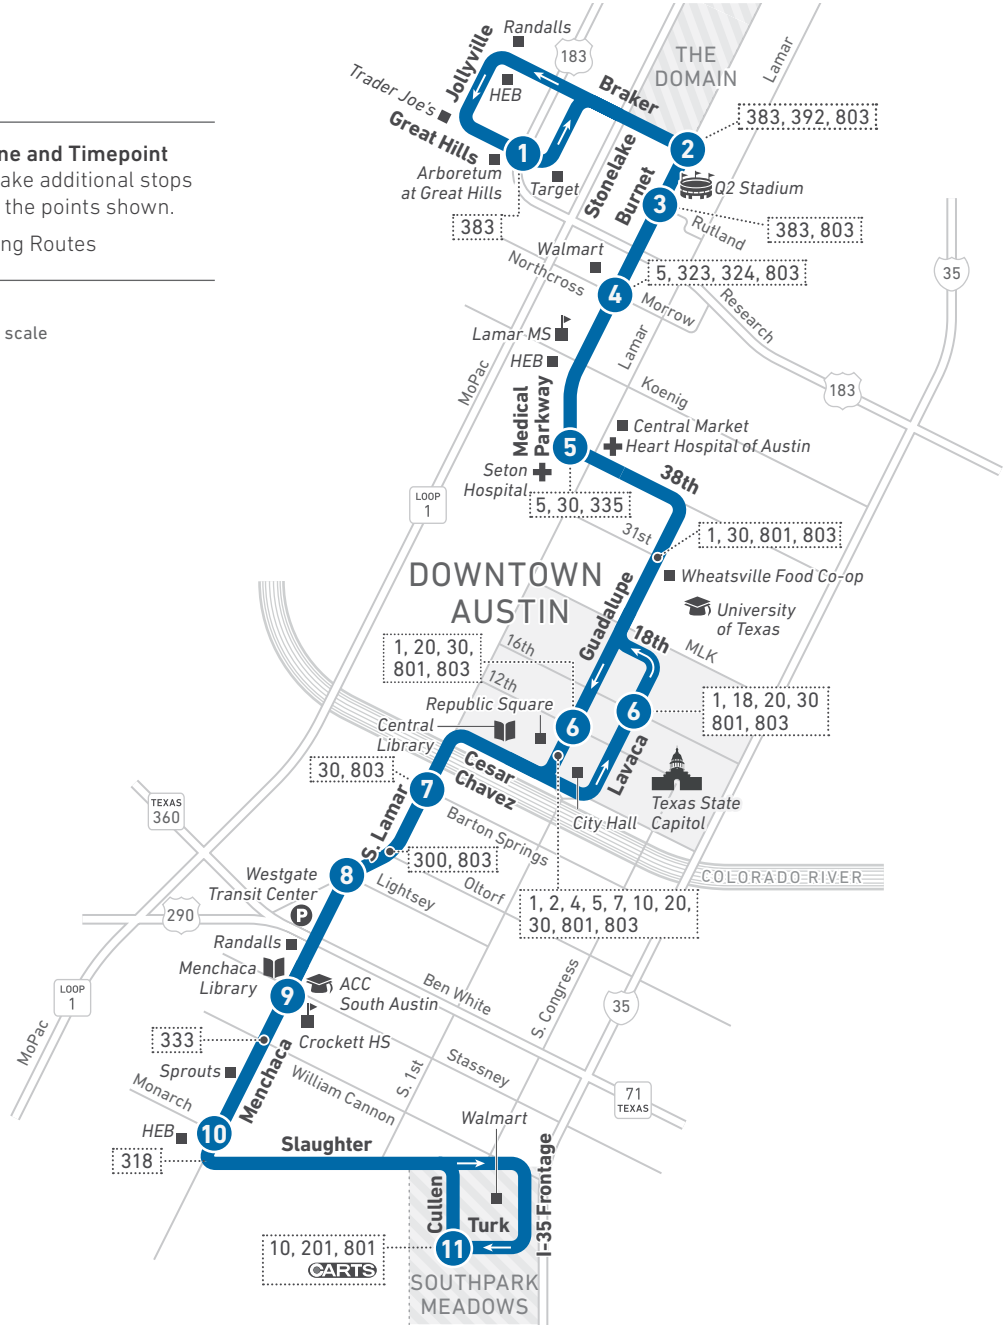 Randalls
183
THE
DOMAIN
Lamar
Jollyville
HEB
Braker
Trader Joe's
Great Hills
383, 392, 803
ne and Timepoint
ake additional stops
the points shown.
ng Routes
scale
1
2
Arboretum
at Great Hills
Target
Stonelake
Burnet
Q2 Stadium
3
383
Rutland
383, 803
Walmart
Northcross
5, 323, 324, 803
4
Morrow
Research
35
Lamar MS
Lamar
HEB
MoPac
Koenig
183
Medical
Parkway
Central Market
Heart Hospital of Austin
5
Seton
Hospital
38th
LOOP
1
5, 30, 335
31st
1, 30, 801, 803
DOWNTOWN
AUSTIN
Wheatsville Food Co-op
Guadalupe
University
of Texas
18th
MLK
1, 20, 30,
801, 803
16th
12th
Republic Square
6
6
1, 18, 20, 30
801, 803
Central
Library
Cesar
Chavez
Lavaca
30, 803
7
Texas State
Capitol
City Hall
TEXAS
360
S. Lamar
Barton Springs
300, 803
Westgate
Transit Center
8
Lightsey
Oltorf
COLORADO RIVER
P
290
1, 2, 4, 5, 7, 10, 20,
30, 801, 803
Randalls
Menchaca
Library
ACC
South Austin
9
Ben White
S. Congress
LOOP
1
35
MoPac
333
Crockett HS
Menchaca
Sprouts
Monarch
William Cannon
S. 1st
Stassney
71
TEXAS
HEB
10
Walmart
Slaughter
318
I-35 Frontage
Cullen
Turk
10, 201, 801
CARTS
11
SOUTHPARK
MEADOWS